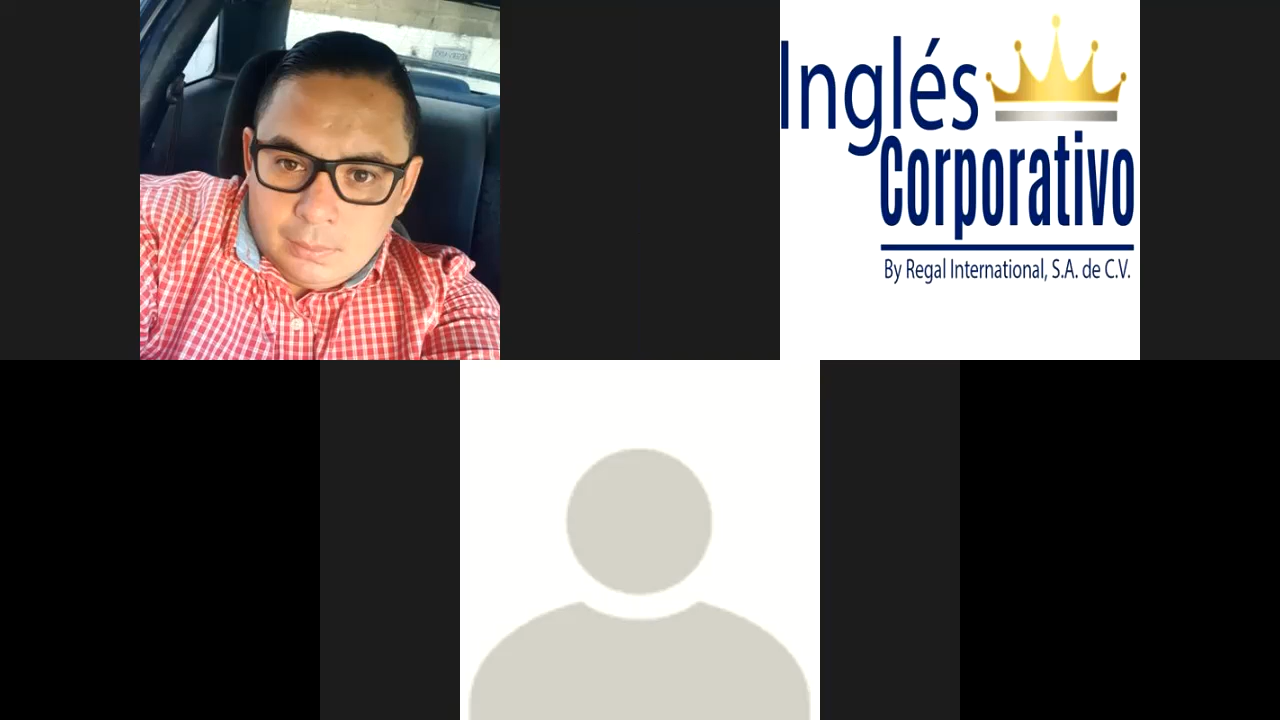 Inglés
Corporativo
By Regal International, S.A. de C.V.